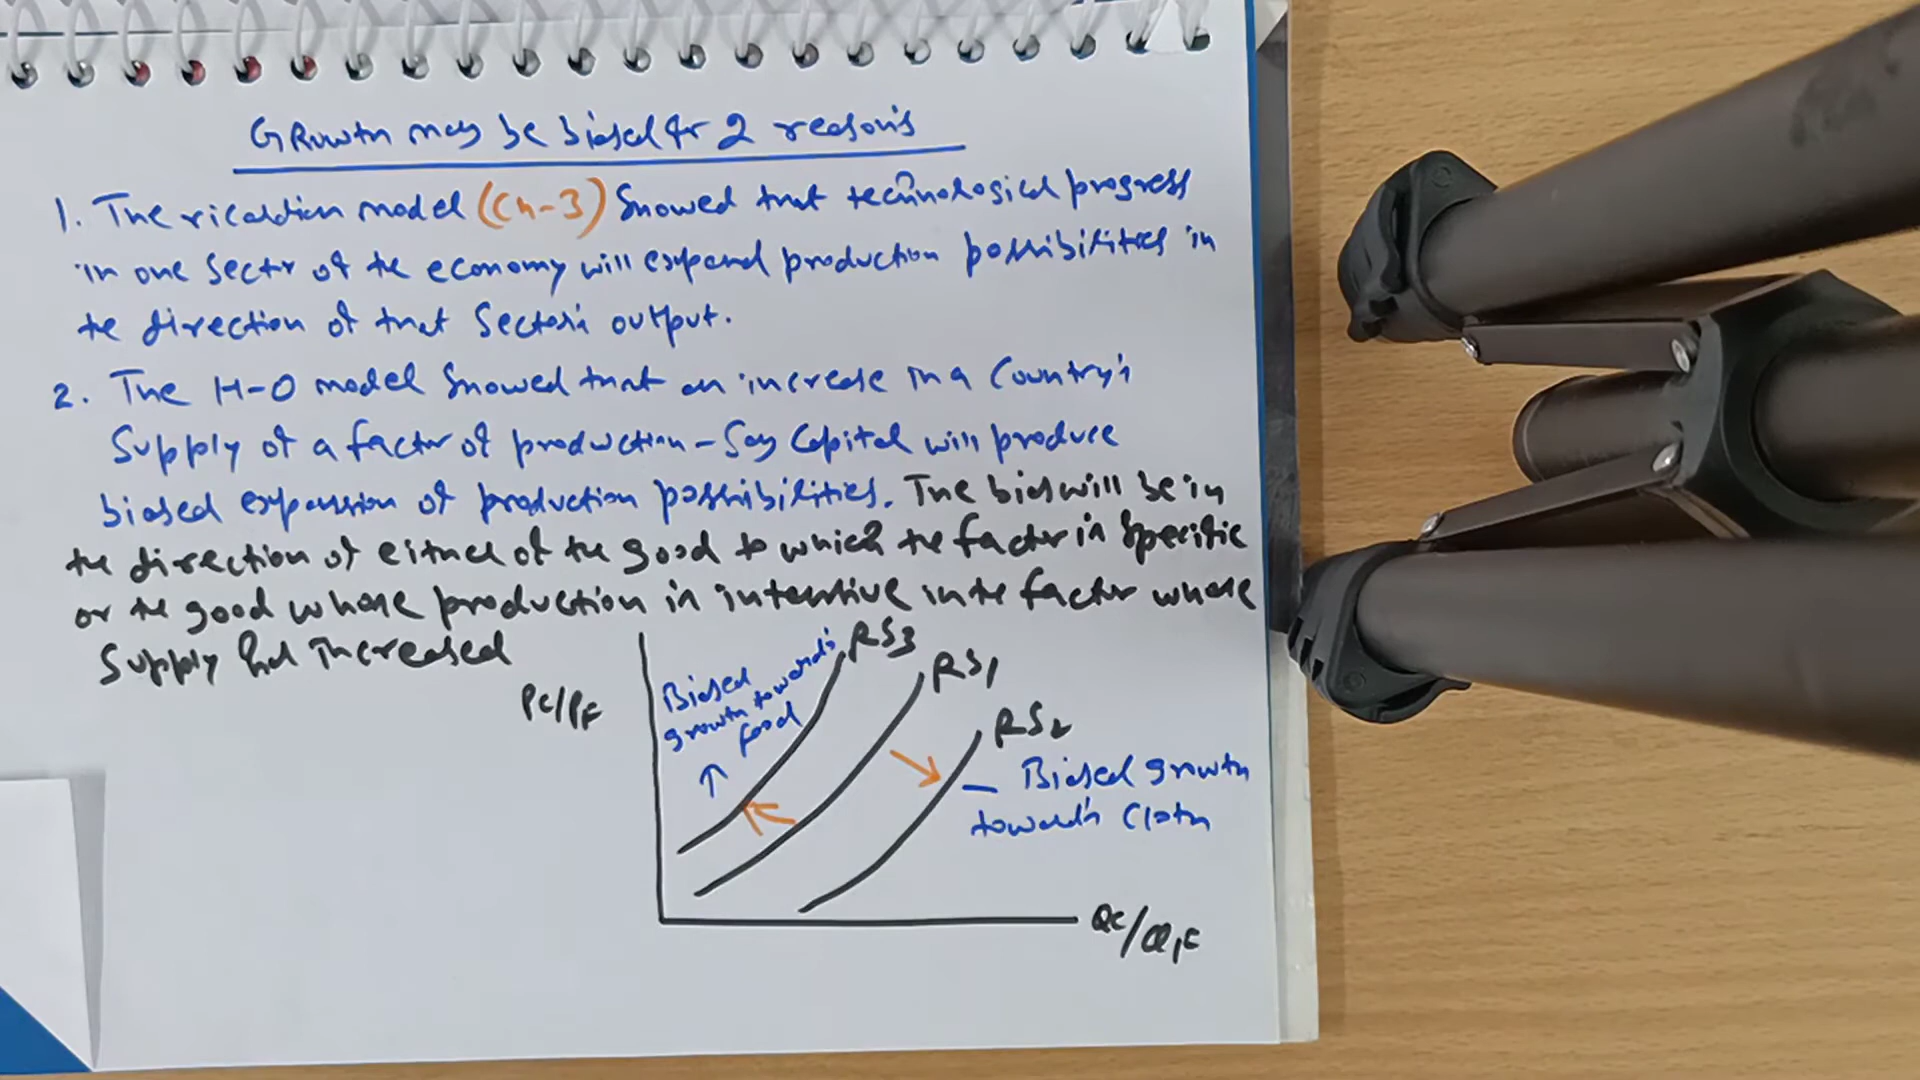 Growth may be biased for 2 reasons
1. The ricardian model (Ch-3) Showed that technological progress
in one Sector of the economy will expand production possibilities in
the direction of that Sector's output.
2. The H-O model Showed that an increase in a Country's
Supply of a factor of production - Say Capital will produce
biased expansion of production possibilities. The bias will be in
the direction of either of the good to which the factor is Specific
or the good whose production is intensive in the factor whose
Supply had increased
PC/PF
Biased
growth towards
food
RS3
RS1
RS2
Biased growth
towards Cloth
QC/QF